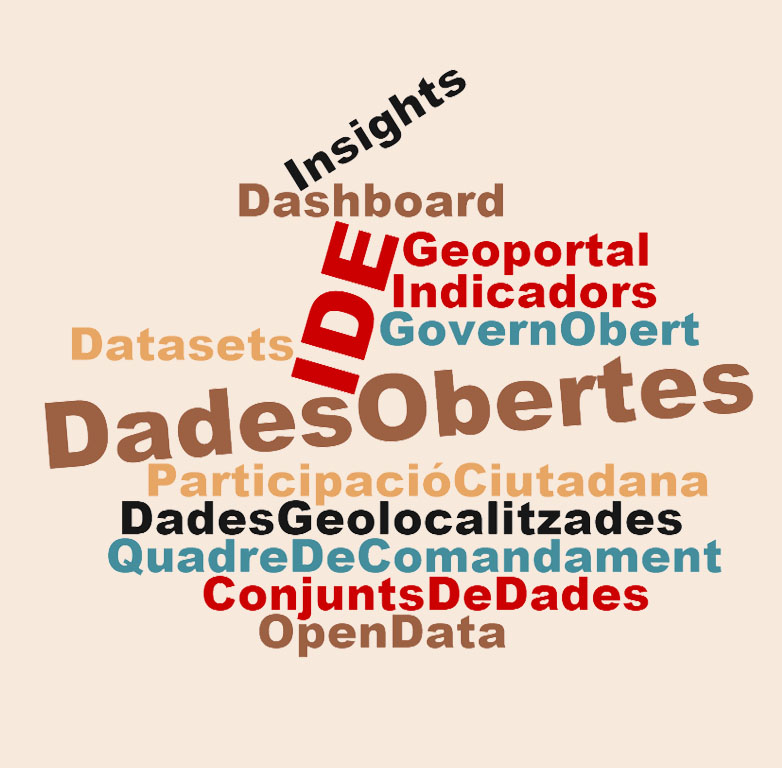 Insights
Dashboard
IDE
Geoportal
Indicadors
GovernObert
Datasets
DadesObertes
ParticipacióCiutadana
DadesGeolocalitzades
QuadreDeComandament
ConjuntsDeDades
OpenData